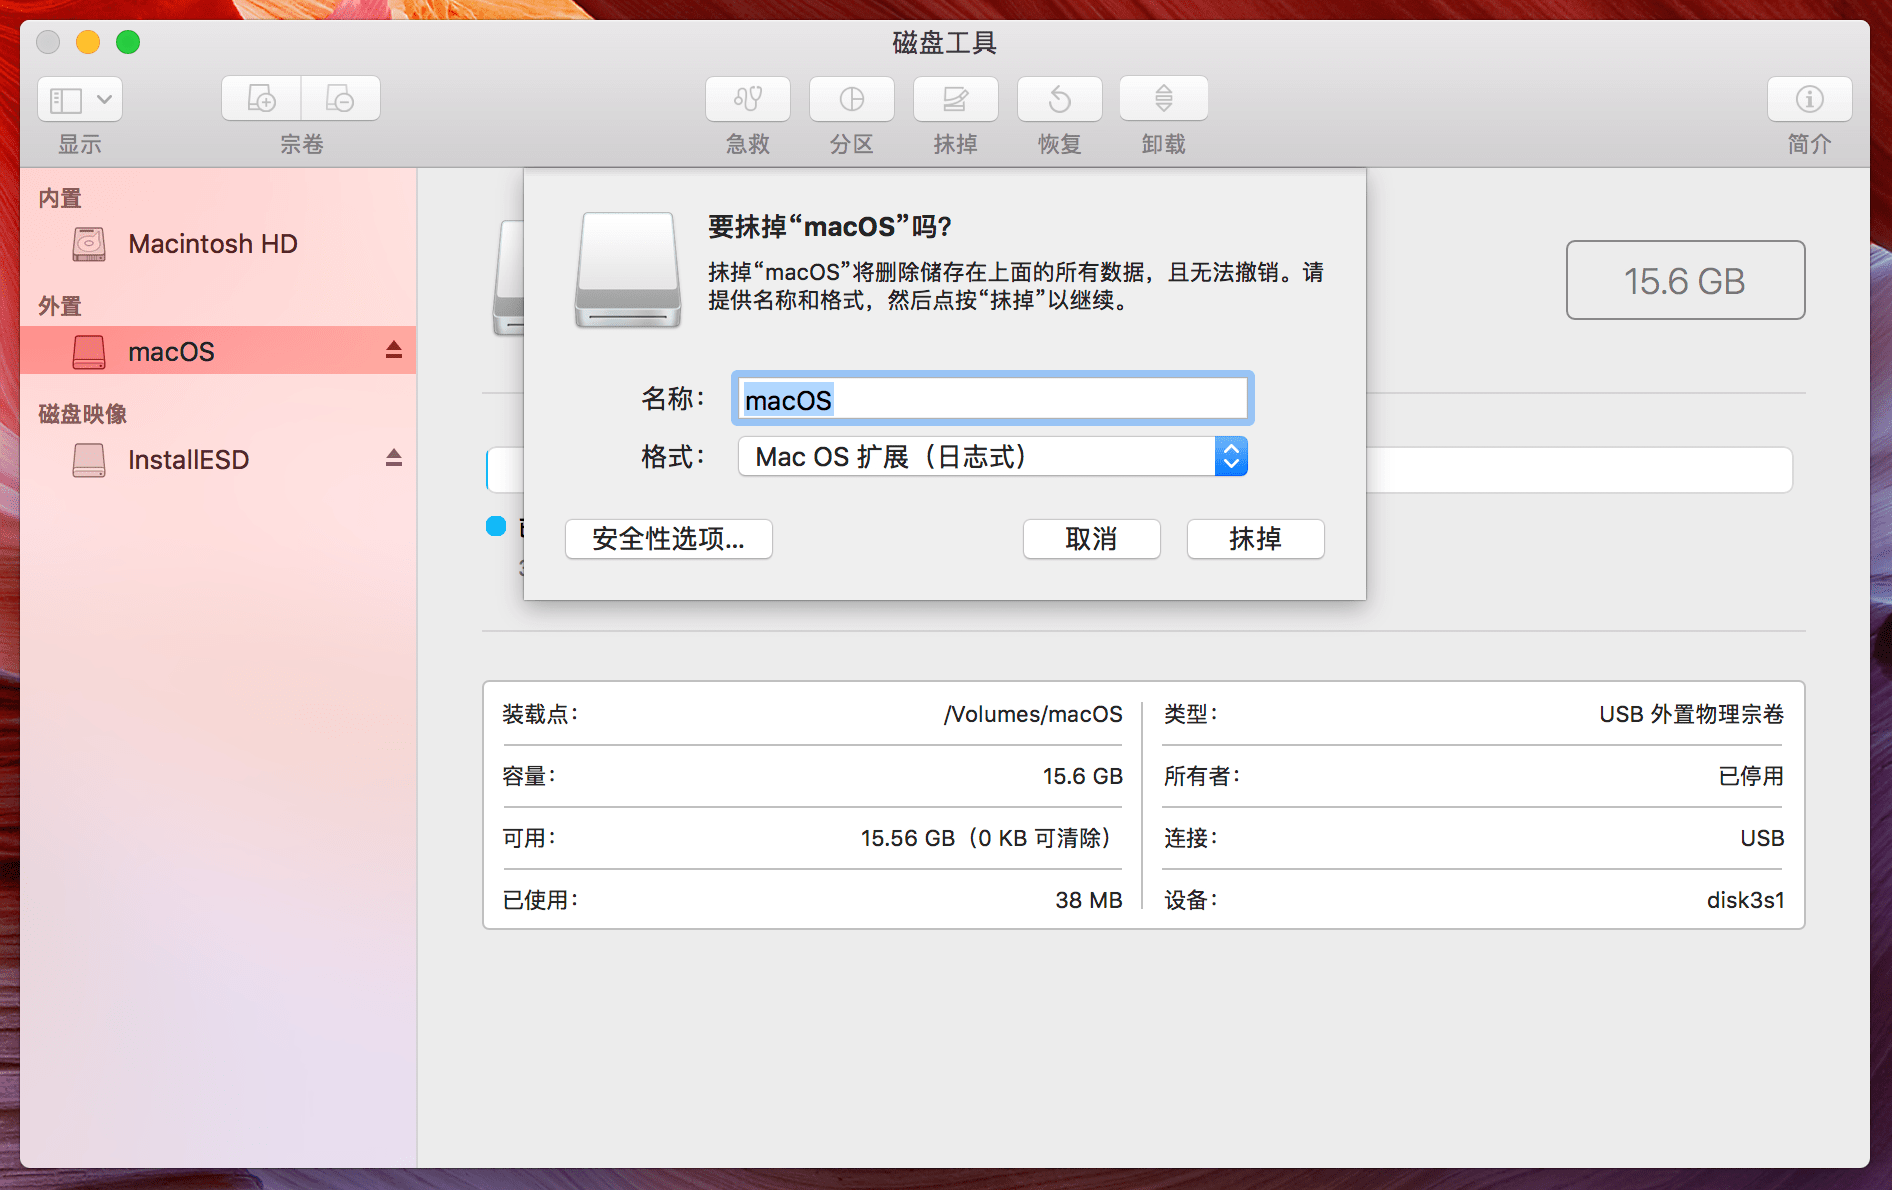 磁盘工具
显示
宗卷
急救
分区
抹掉
恢复
卸载
简介
内置
Macintosh HD
外置
macOS
磁盘映像
InstallESD
要抹掉“macOS”吗?
抹掉“macOS”将删除储存在上面的所有数据，且无法撤销。请
提供名称和格式，然后点按“抹掉”以继续。
名称：
macOS
格式：
Mac OS 扩展（日志式）
安全性选项...
取消
抹掉
15.6 GB
装载点：
/Volumes/macOS
类型：
USB 外置物理宗卷
容量：
15.6 GB
所有者：
已停用
可用：
15.56 GB（0 KB 可清除）
连接：
USB
已使用：
38 MB
设备：
disk3s1